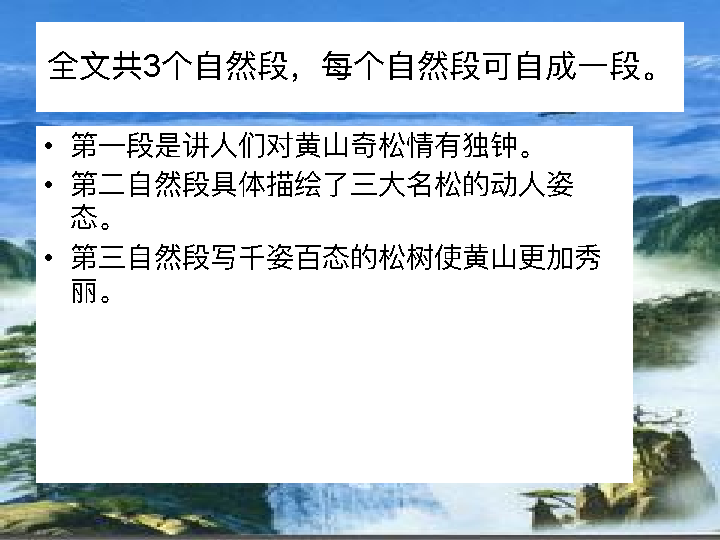 全文共3个自然段，每个自然段可自成一段。
• 第一段是讲人们对黄山奇松情有独钟。
• 第二自然段具体描绘了三大名松的动人姿
态。
• 第三自然段写千姿百态的松树使黄山更加秀
丽。